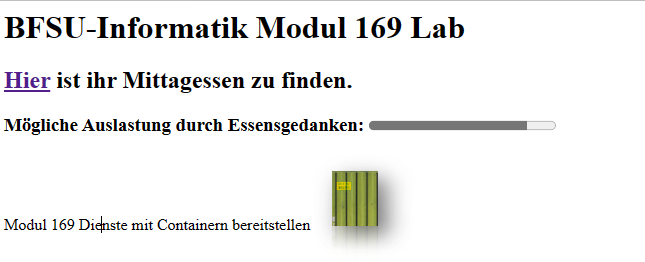 BFSU-Informatik Modul 169 Lab
Hier ist ihr Mittagessen zu finden.
Mögliche Auslastung durch Essensgedanken:
Modul 169 Dienste mit Containern bereitstellen